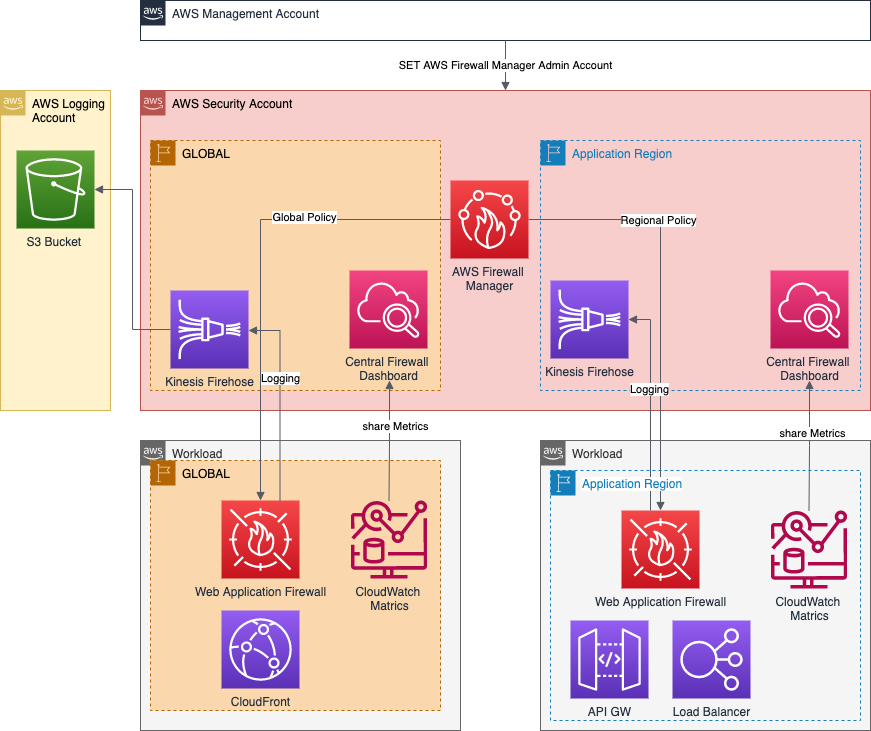 aws
AWS Management Account
SET AWS Firewall Manager Admin Account
aws
AWS Logging
Account
S3 Bucket
aws
AWS Security Account
GLOBAL
Application Region
Global Policy
Regional Policy
AWS Firewall
Manager
Kinesis Firehose
Central Firewall
Dashboard
Logging
Kinesis Firehose
Central Firewall
Dashboard
Logging
share Metrics
share Metrics
aws
Workload
GLOBAL
Web Application Firewall
CloudWatch
Metrics
CloudFront
aws
Workload
Application Region
Web Application Firewall
CloudWatch
Metrics
</>
API GW
Load Balancer